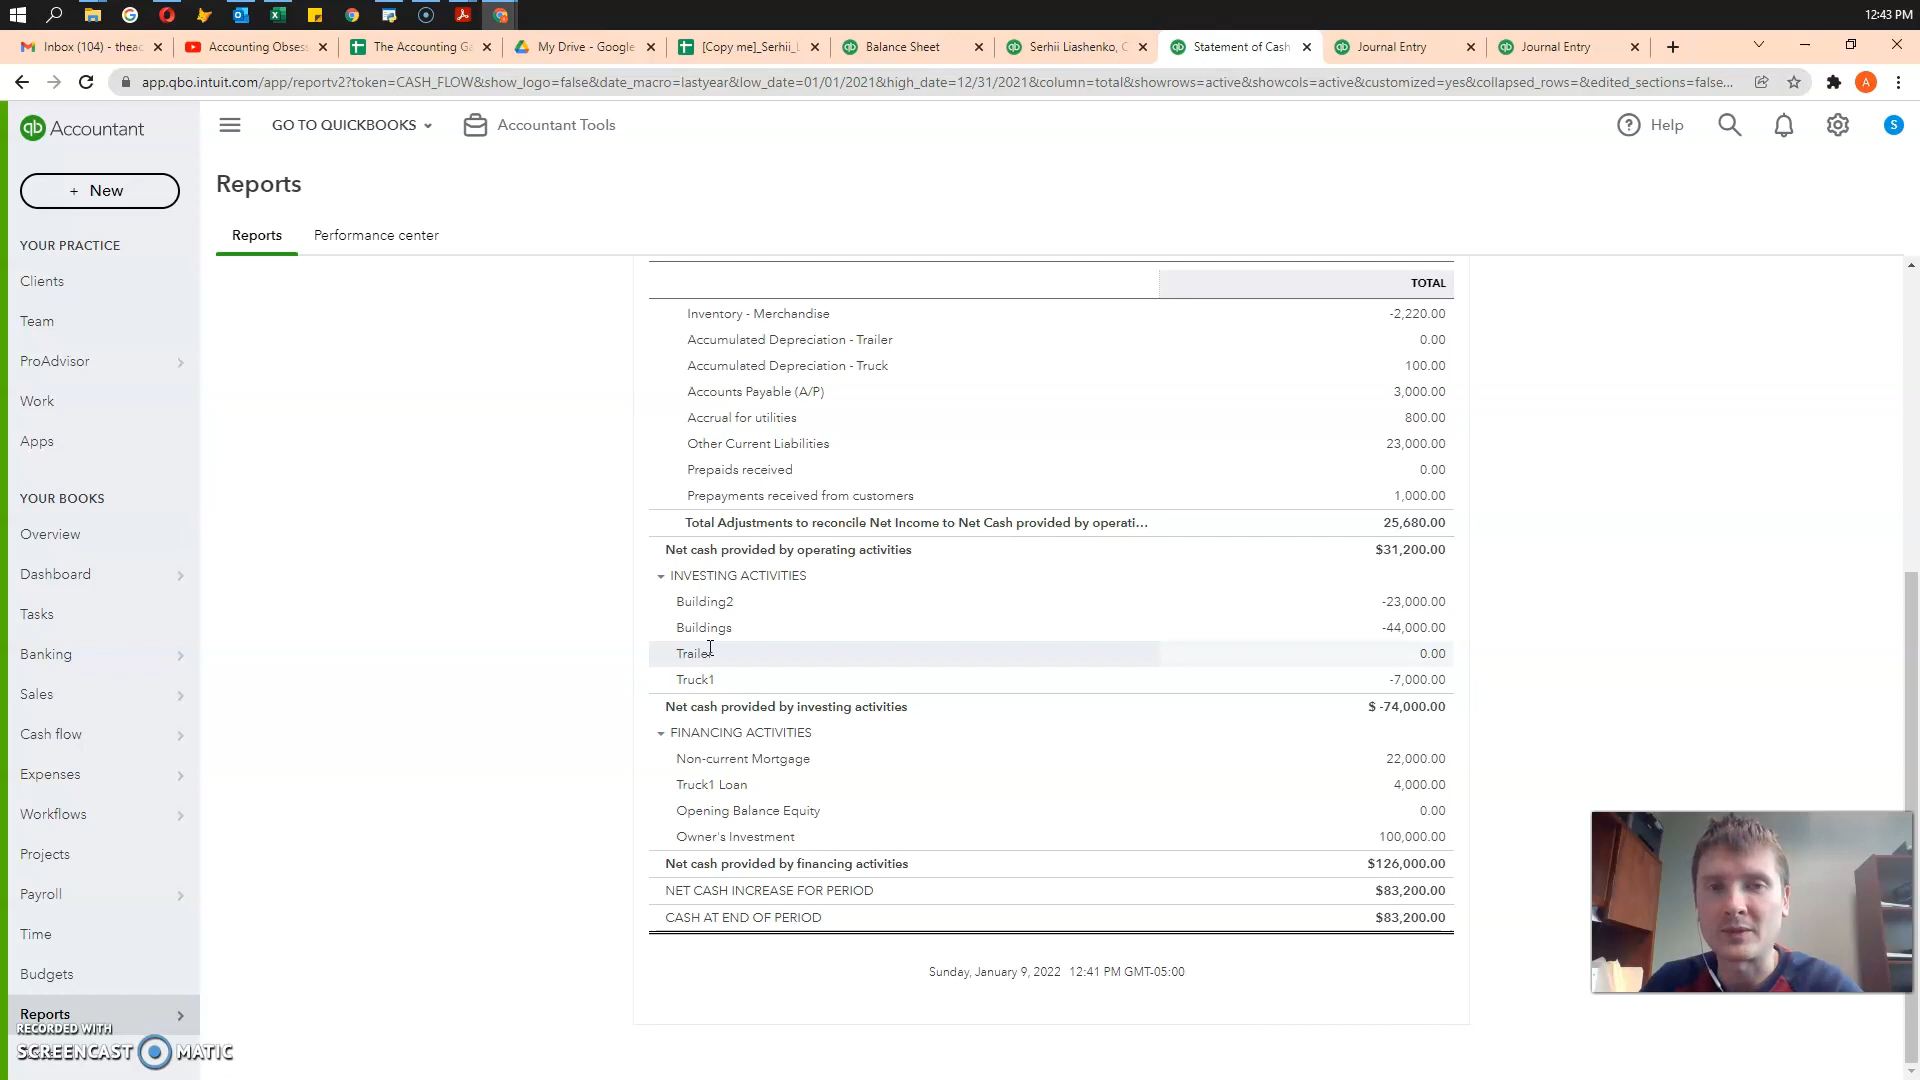 12:43 PM
Inbox (104) - theac
Accounting Obses
The Accounting Ga
My Drive - Google
[Copy me]_Serhii_L
Balance Sheet
Serhii Liashenko, C
Statement of Cash
Journal Entry
Journal Entry
app.qbo.intuit.com/app/reportv2?token=CASH_FLOW&show_logo=false&date_macro=lastyear&low_date=01/01/2021&high_date=12/31/2021&column=total&showrows=active&showcols=active&customized=yes&collapsed_rows=&edited_sections=false...
A
qb Accountant
GO TO QUICKBOOKS
Accountant Tools
Help
S
+ New
Reports
Reports
Performance center
YOUR PRACTICE
Clients
Team
ProAdvisor
Work
Apps
YOUR BOOKS
Overview
Dashboard
Tasks
Banking
Sales
Cash flow
Expenses
Workflows
Projects
Payroll
Time
Budgets
Reports
TOTAL
Inventory - Merchandise -2,220.00
Accumulated Depreciation - Trailer 0.00
Accumulated Depreciation - Truck 100.00
Accounts Payable (A/P) 3,000.00
Accrual for utilities 800.00
Other Current Liabilities 23,000.00
Prepaids received 0.00
Prepayments received from customers 1,000.00
Total Adjustments to reconcile Net Income to Net Cash provided by operati... 25,680.00
Net cash provided by operating activities $31,200.00
INVESTING ACTIVITIES
Building2 -23,000.00
Buildings -44,000.00
Trailer 0.00
Truck1 -7,000.00
Net cash provided by investing activities $ -74,000.00
FINANCING ACTIVITIES
Non-current Mortgage 22,000.00
Truck1 Loan 4,000.00
Opening Balance Equity 0.00
Owner's Investment 100,000.00
Net cash provided by financing activities $126,000.00
NET CASH INCREASE FOR PERIOD $83,200.00
CASH AT END OF PERIOD $83,200.00
Sunday, January 9, 2022 12:41 PM GMT-05:00
RECORDED WITH
SCREENCAST MATIC